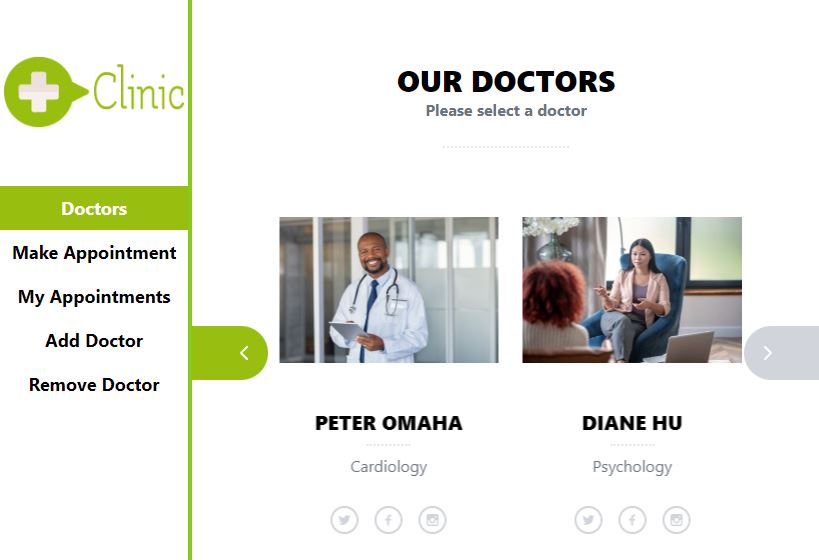 Clinic
Doctors
Make Appointment
My Appointments
Add Doctor
Remove Doctor
OUR DOCTORS
Please select a doctor
PETER OMAHA
Cardiology
DIANE HU
Psychology